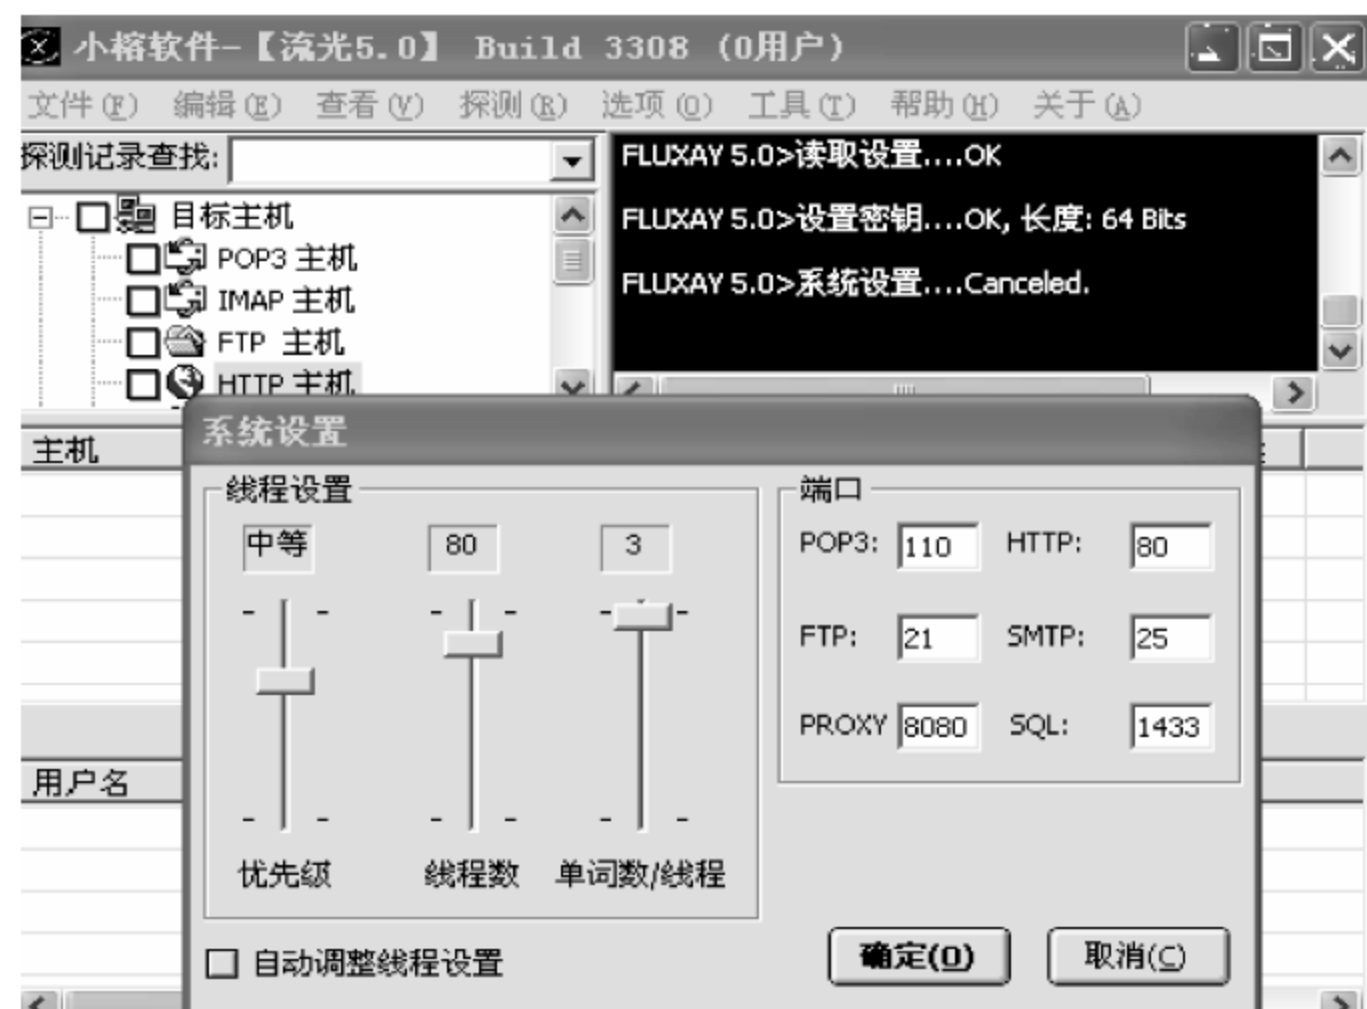 小榕软件-【流光5.0】 Build 3308 (0用户)
文件(F) 编辑(E) 查看(V) 探测(R) 选项(O) 工具(T) 帮助(H) 关于(A)
探测记录查找:
目标主机
POP3 主机
IMAP 主机
FTP 主机
HTTP 主机
FLUXAY 5.0>读取设置....OK
FLUXAY 5.0>设置密钥....OK, 长度: 64 Bits
FLUXAY 5.0>系统设置....Canceled.
主机
用户名
系统设置
线程设置
中等 80 3
优先级 线程数 单词数/线程
自动调整线程设置
端口
POP3: 110 HTTP: 80
FTP: 21 SMTP: 25
PROXY 8080 SQL: 1433
确定(O) 取消(C)